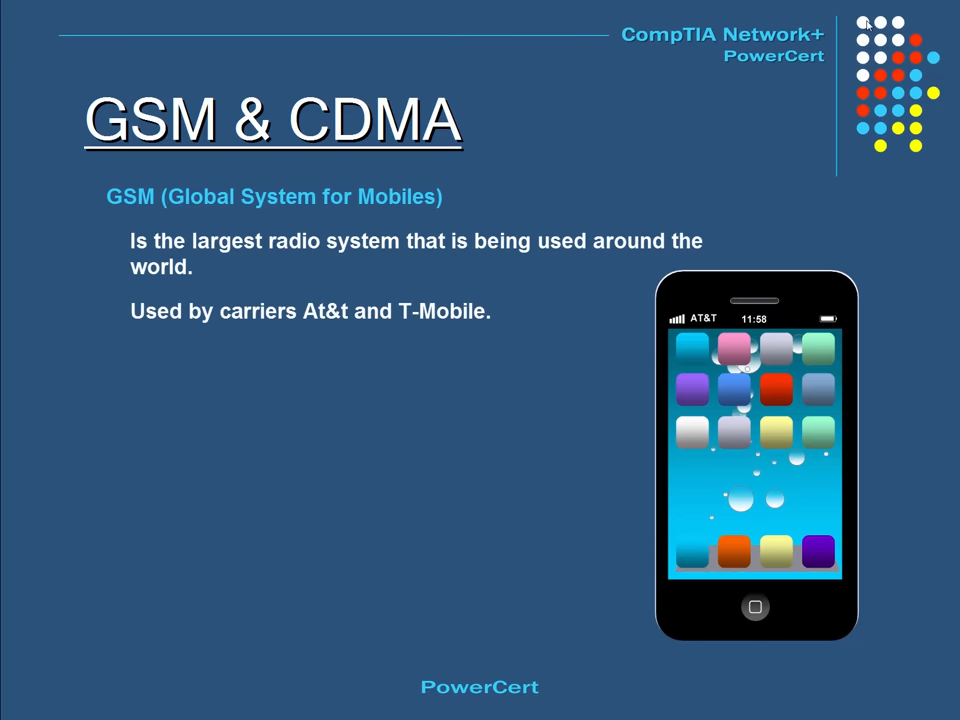 CompTIA Network+
PowerCert
GSM & CDMA
GSM (Global System for Mobiles)
Is the largest radio system that is being used around the
world.
Used by carriers At&t and T-Mobile.
AT&T 11:58
PowerCert